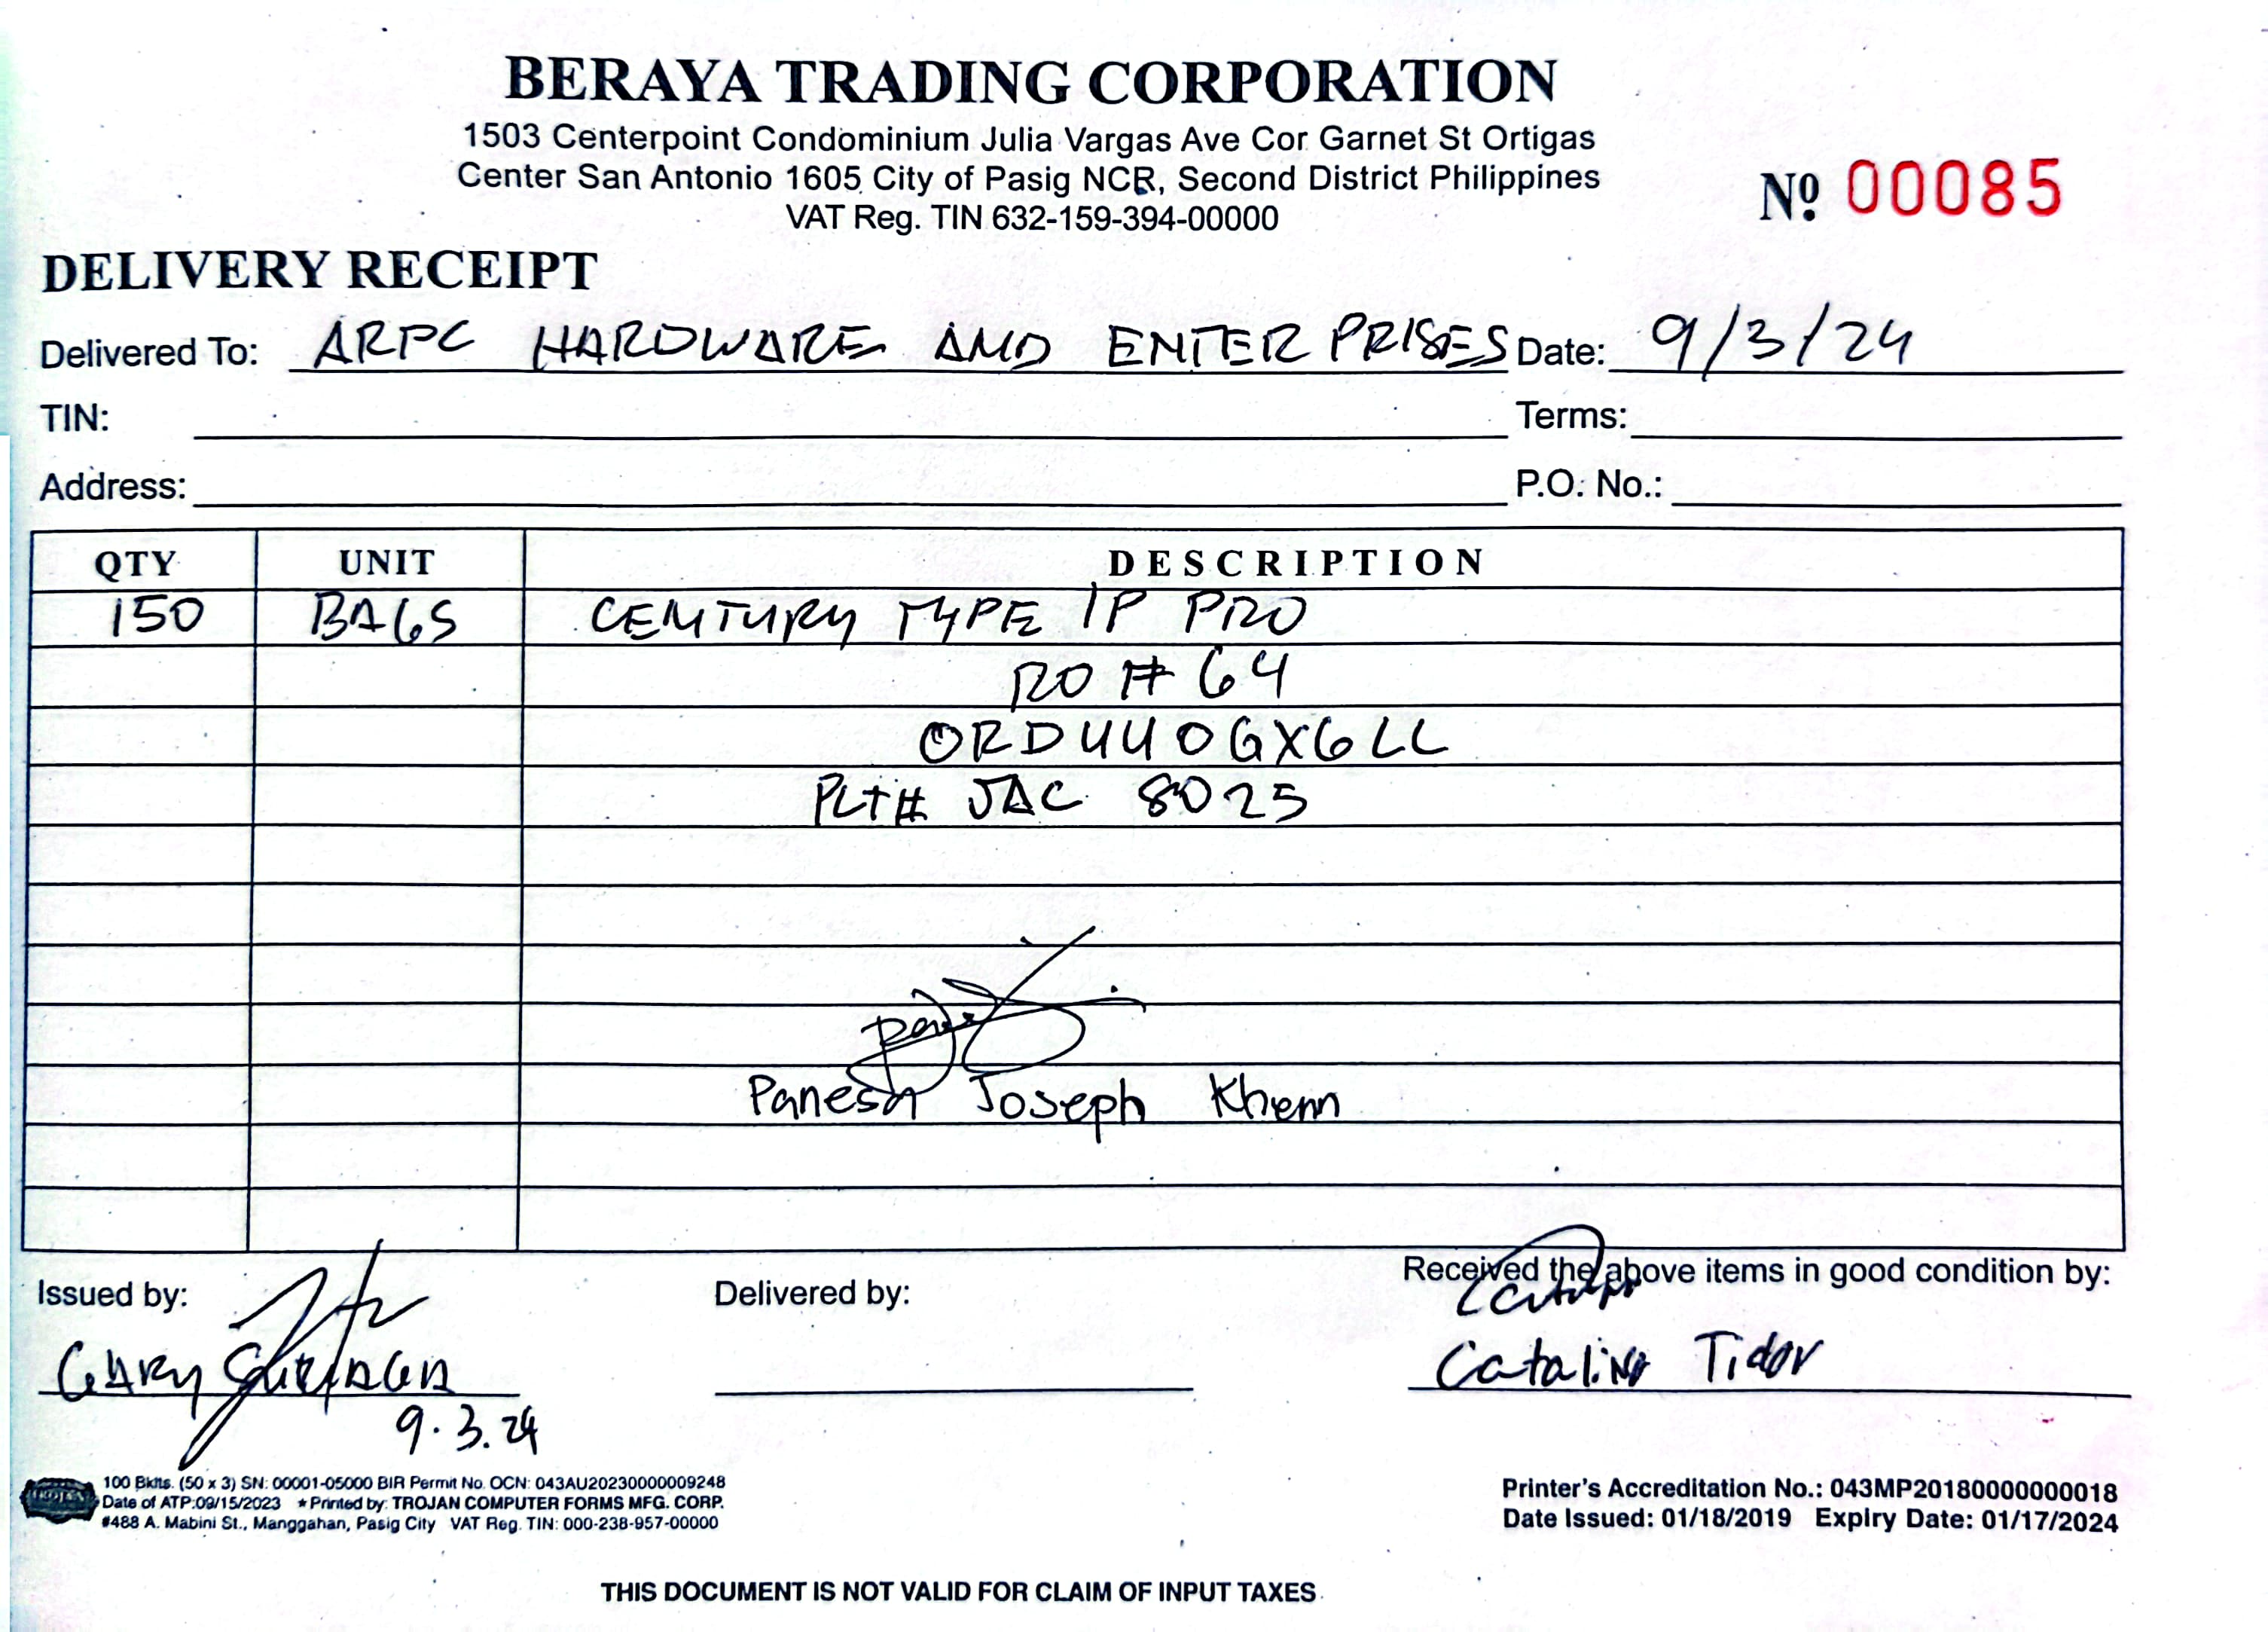 BERAYA TRADING CORPORATION
1503 Centerpoint Condominium Julia Vargas Ave Cor Garnet St Ortigas
Center San Antonio 1605 City of Pasig NCR, Second District Philippines
VAT Reg. TIN 632-159-394-00000
Nº 00085
DELIVERY RECEIPT
Delivered To: ARPC HARDWARE AND ENTERPRISES Date: 9/3/24
TIN: Terms:
Address: P.O. No.:
QTY UNIT DESCRIPTION
150 BAGS CENTURY TYPE 1P PRO
RO # 64
ORD440GX6LL
PLT# JAC 8025
Joseph Khenn
Issued by: Delivered by: Received the above items in good condition by:
GARY Catalino Tidor
9.3.24
100 Bklts. (50 x 3) SN: 00001-05000 BIR Permit No. OCN: 043AU20230000009248
Date of ATP:09/15/2023 ★Printed by: TROJAN COMPUTER FORMS MFG. CORP.
#488 A. Mabini St., Manggahan, Pasig City VAT Reg. TIN: 000-238-957-00000
Printer's Accreditation No.: 043MP20180000000018
Date Issued: 01/18/2019 Expiry Date: 01/17/2024
THIS DOCUMENT IS NOT VALID FOR CLAIM OF INPUT TAXES